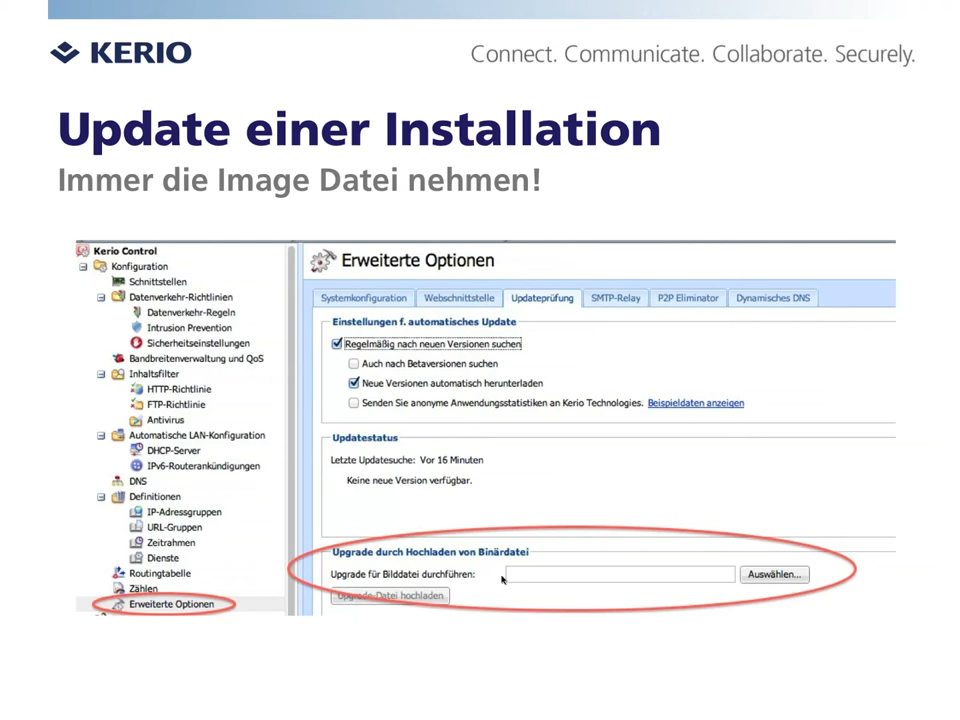 KERIO
Connect. Communicate. Collaborate. Securely.
Update einer Installation
Immer die Image Datei nehmen!
Kerio Control
Konfiguration
Schnittstellen
Datenverkehr-Richtlinien
Datenverkehr-Regeln
Intrusion Prevention
Sicherheitseinstellungen
Bandbreitenverwaltung und QoS
Inhaltsfilter
HTTP-Richtlinie
FTP-Richtlinie
Antivirus
Automatische LAN-Konfiguration
DHCP-Server
IPv6-Routerankündigungen
DNS
Definitionen
IP-Adressgruppen
URL-Gruppen
Zeitrahmen
Dienste
Routingtabelle
Zählen
Erweiterte Optionen
Erweiterte Optionen
Systemkonfiguration Webschnittstelle Updateprüfung SMTP-Relay P2P Eliminator Dynamisches DNS
Einstellungen f. automatisches Update
Regelmäßig nach neuen Versionen suchen
Auch nach Betaversionen suchen
Neue Versionen automatisch herunterladen
Senden Sie anonyme Anwendungsstatistiken an Kerio Technologies. Beispieldaten anzeigen
Updatestatus
Letzte Updatesuche: Vor 16 Minuten
Keine neue Version verfügbar.
Upgrade durch Hochladen von Binärdatei
Upgrade für Bilddatei durchführen: Auswählen...
Upgrade-Datei hochladen